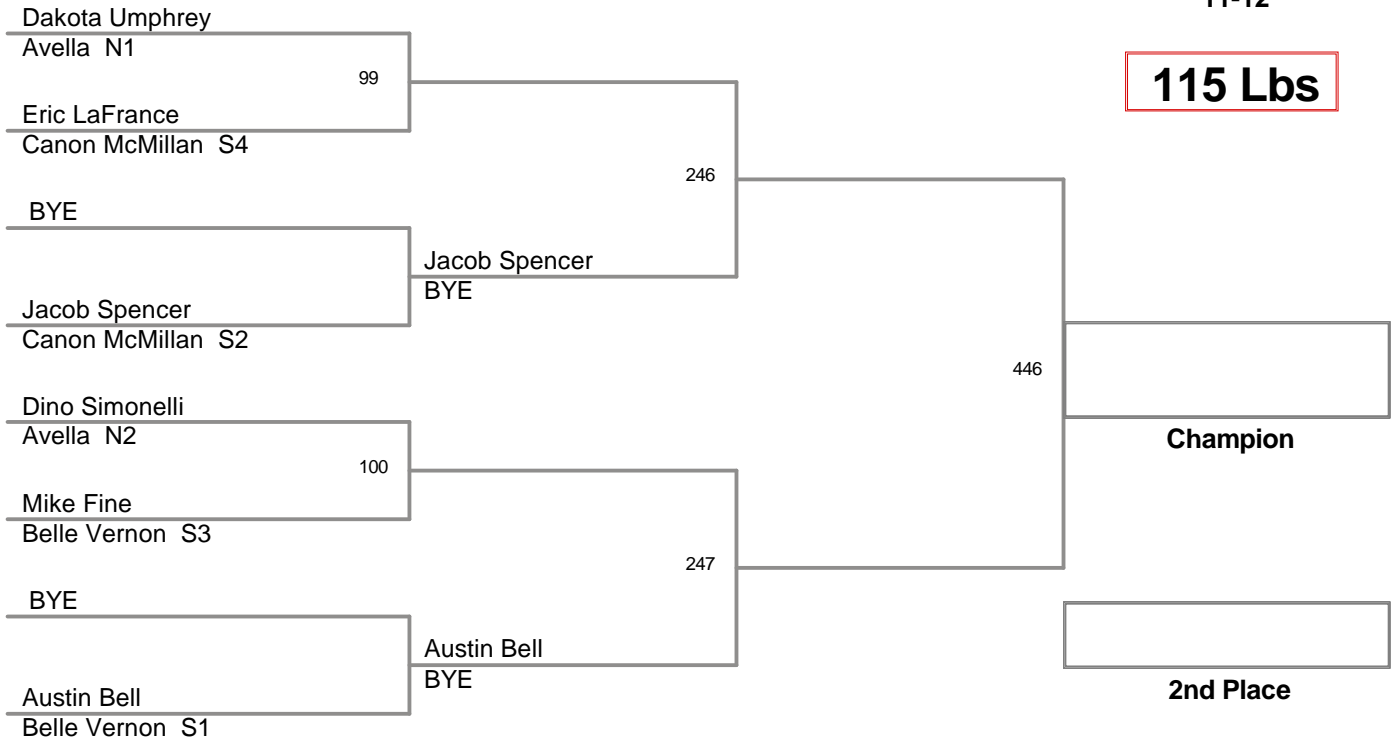 11-12
115 Lbs
Dakota Umphrey
Avella N1
99
Eric LaFrance
Canon McMillan S4
246
BYE
Jacob Spencer
BYE
Jacob Spencer
Canon McMillan S2
446
Dino Simonelli
Avella N2
Champion
100
Mike Fine
Belle Vernon S3
247
BYE
Austin Bell
BYE
Austin Bell
Belle Vernon S1
2nd Place